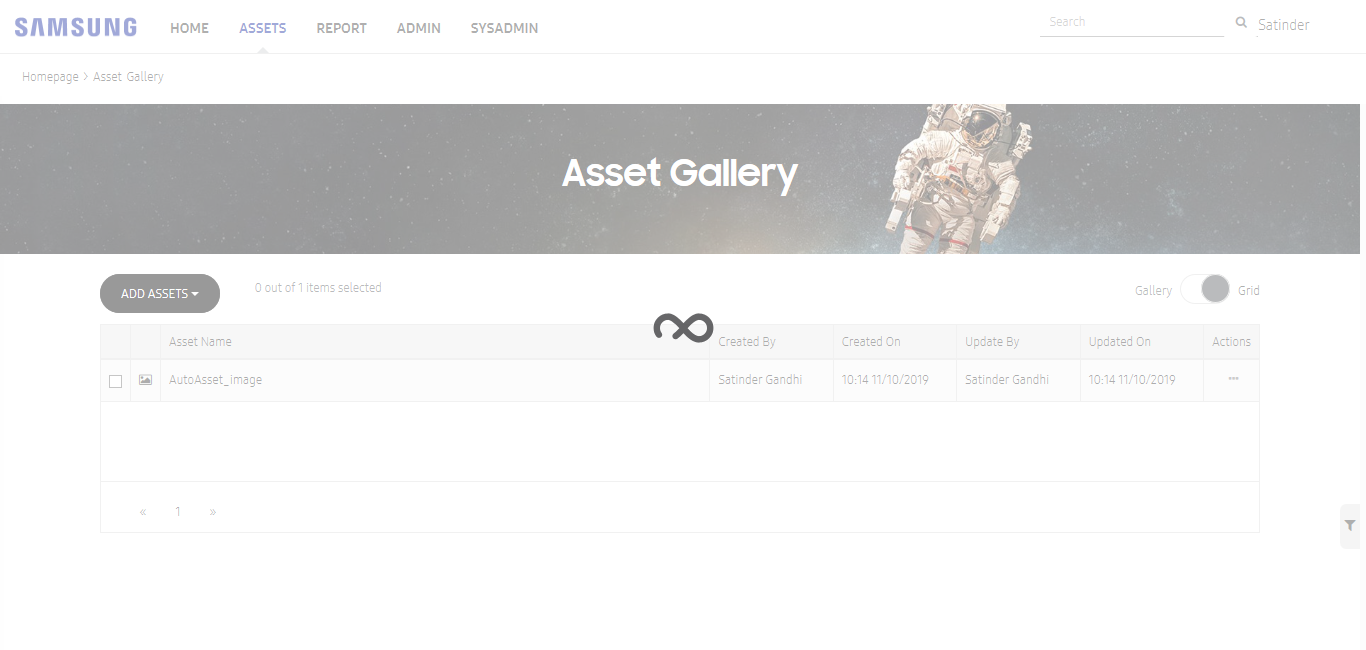 SAMSUNG HOME ASSETS REPORT ADMIN SYSADMIN Search Satinder
Homepage > Asset Gallery
Asset Gallery
ADD ASSETS 0 out of 1 items selected Gallery Grid
Asset Name Created By Created On Update By Updated On Actions
AutoAsset_image Satinder Gandhi 10:14 11/10/2019 Satinder Gandhi 10:14 11/10/2019 ···
« 1 »